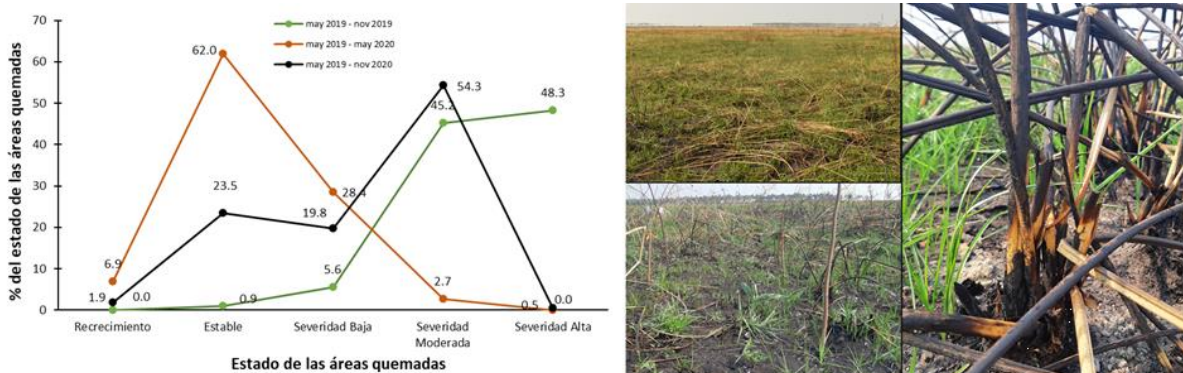 % del estado de las áreas quemadas
70
60
50
40
30
20
10
0
may 2019 - nov 2019
may 2019 - may 2020
may 2019 - nov 2020
6.9
1.9
0.0
62.0
23.5
0.9
28.4
19.8
5.6
54.3
45.2
2.7
48.3
0.5
0.0
Recrecimiento
Estable
Severidad Baja
Severidad
Moderada
Severidad Alta
Estado de las áreas quemadas